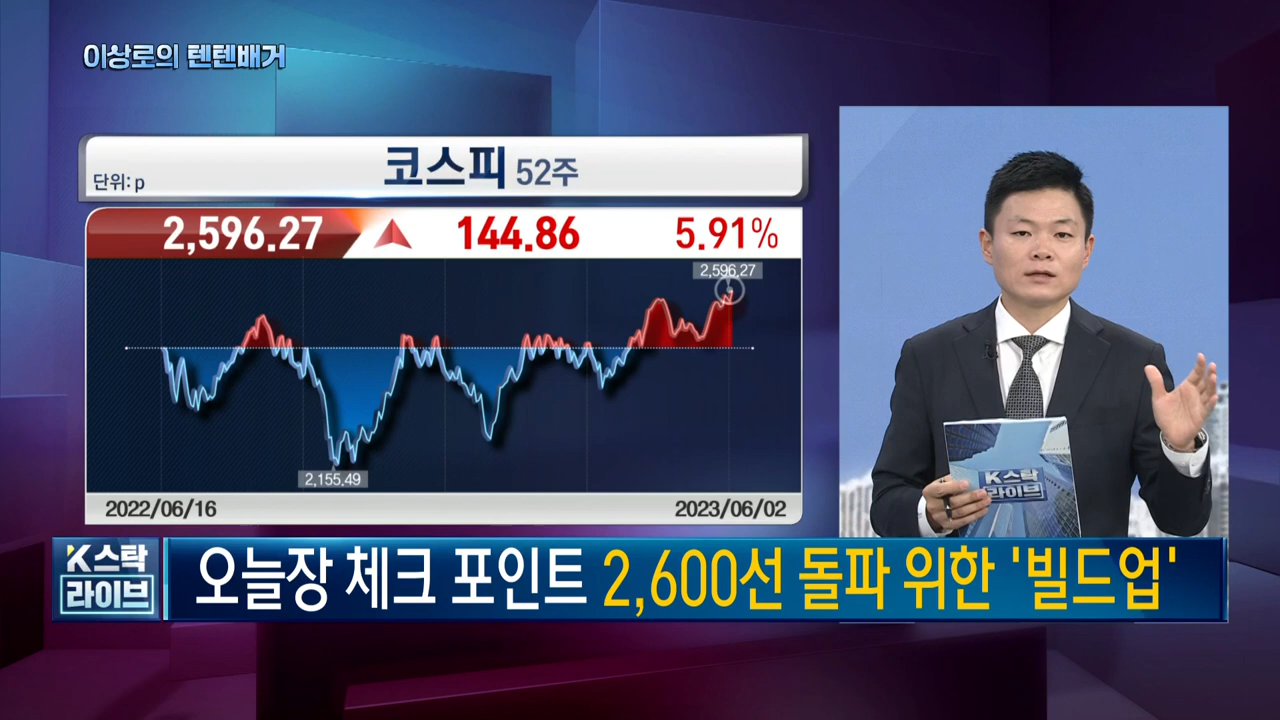 이상로의 텐텐배거
코스피 52주
단위: p
2,596.27 ▲ 144.86 5.91%
2,596.27
2,155.49
2022/06/16 2023/06/02
K스탁
라이브
K스탁
라이브
오늘장 체크 포인트 2,600선 돌파 위한 '빌드업'